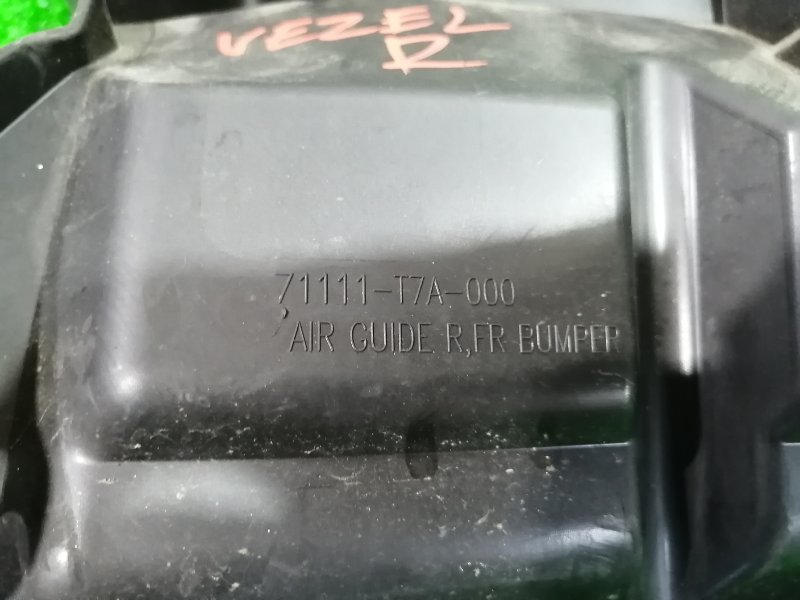 VEZEL
R
71111-T7A-000
AIR GUIDE R,FR BUMPER